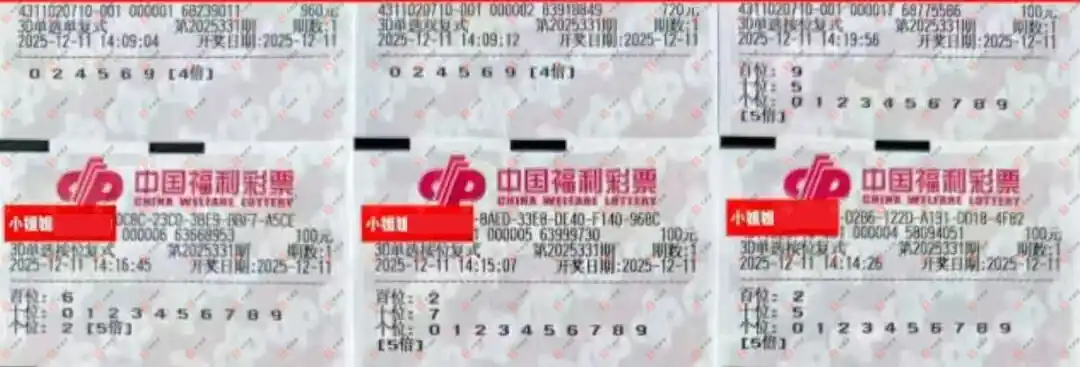 4311020710-001 000001 68239011 960元
3D单选单复式 第2025331期 期数:1
2025-12-11 14:09:04 开奖日期:2025-12-11
0 2 4 5 6 9 [4倍]
4311020710-001 000002 83918849 720元
3D单选组复式 第2025331期 期数:1
2025-12-11 14:09:12 开奖日期:2025-12-11
0 2 4 5 6 9 [4倍]
4311020710-001 000017 68775586 100元
3D单选按位复式 第2025331期 期数:1
2025-12-11 14:19:56 开奖日期:2025-12-11
百位: 9
十位: 5
个位: 0 1 2 3 4 5 6 7 8 9
[5倍]
中国福利彩票
CHINA WELFARE LOTTERY
小姐姐
000006 63668953 100元
3D单选按位复式 第2025331期 期数:1
2025-12-11 14:16:45 开奖日期:2025-12-11
百位: 6
十位: 0 1 2 3 4 5 6 7 8 9
个位: 2 [5倍]
中国福利彩票
CHINA WELFARE LOTTERY
小姐姐
000005 63999730 100元
3D单选按位复式 第2025331期 期数:1
2025-12-11 14:15:07 开奖日期:2025-12-11
百位: 2
十位: 7
个位: 0 1 2 3 4 5 6 7 8 9
[5倍]
中国福利彩票
CHINA WELFARE LOTTERY
小姐姐
000004 58094051 100元
3D单选按位复式 第2025331期 期数:1
2025-12-11 14:14:26 开奖日期:2025-12-11
百位: 2
十位: 5
个位: 0 1 2 3 4 5 6 7 8 9
[5倍]